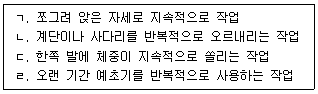 ㄱ. 쪼그려 앉은 자세로 지속적으로 작업
ㄴ. 계단이나 사다리를 반복적으로 오르내리는 작업
ㄷ. 한쪽 발에 체중이 지속적으로 쏠리는 작업
ㄹ. 오랜 기간 예초기를 반복적으로 사용하는 작업